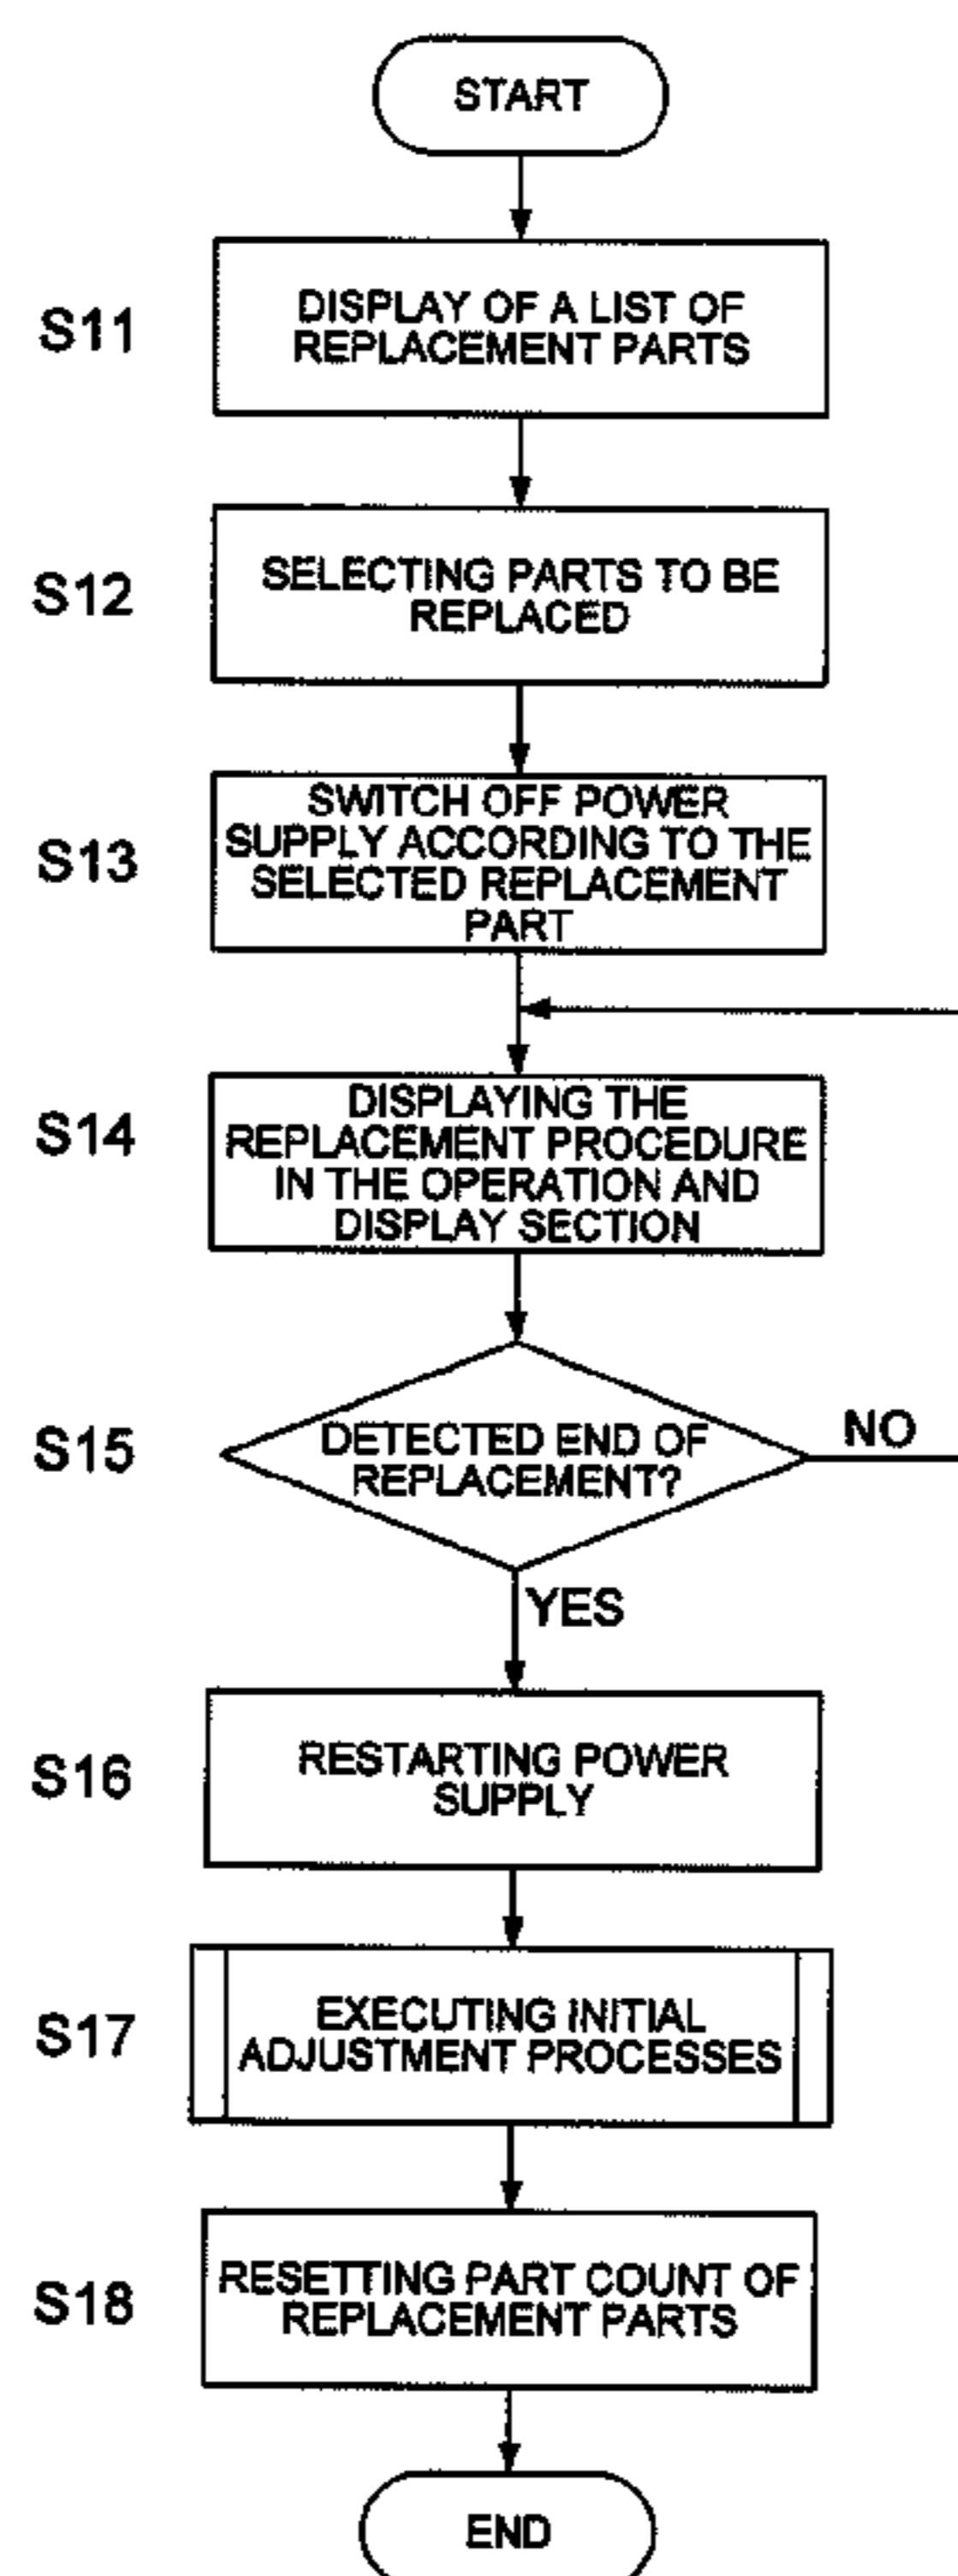 START
S11
DISPLAY OF A LIST OF
REPLACEMENT PARTS
S12
SELECTING PARTS TO BE
REPLACED
S13
SWITCH OFF POWER
SUPPLY ACCORDING TO THE
SELECTED REPLACEMENT
PART
S14
DISPLAYING THE
REPLACEMENT PROCEDURE
IN THE OPERATION AND
DISPLAY SECTION
S15
DETECTED END OF
REPLACEMENT?
NO
YES
S16
RESTARTING POWER
SUPPLY
S17
EXECUTING INITIAL
ADJUSTMENT PROCESSES
S18
RESETTING PART COUNT OF
REPLACEMENT PARTS
END